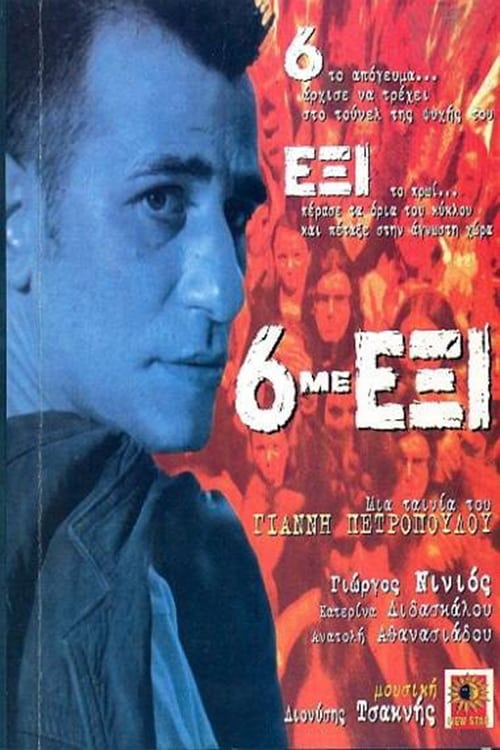 6
το απόγευμα...
άρχισε να τρέχει
στο τούνελ της ψυχής του
ΕΞΙ
το πρωί...
πέρασε τα όρια του κύκλου
και πέταξε στην άγνωστη χώρα
6 ΜΕ ΕΞΙ
Μια ταινία του
ΓΙΑΝΝΗ ΠΕΤΡΟΠΟΥΛΟΥ
Γιώργος Νινιός
Κατερίνα Διδασκάλου
Ανατολή Αθανασιάδου
μουσική
Διονύσης Τσακνής
NEW STAR